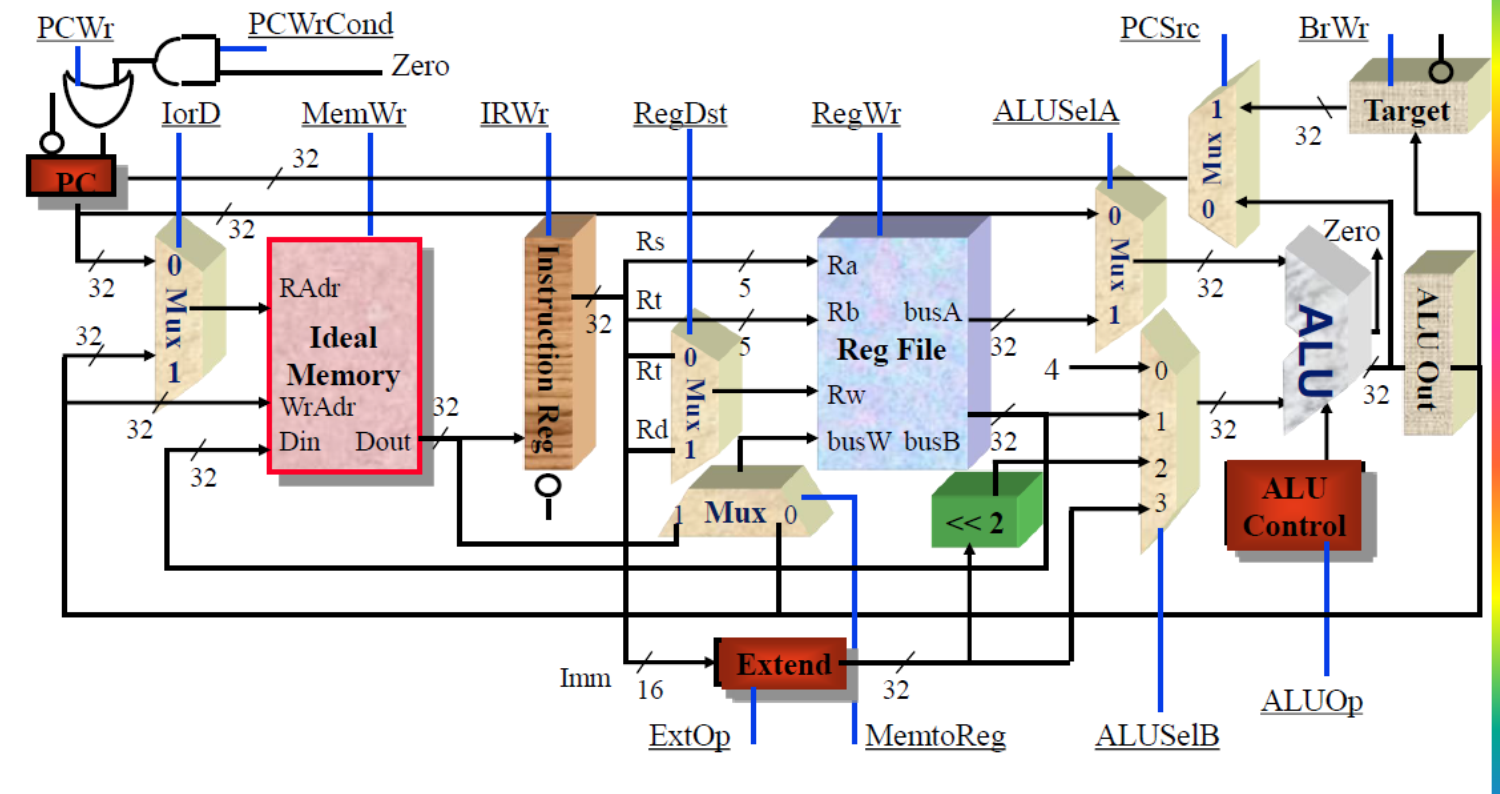 PCWr
PCWrCond
Zero
PCSrc
BrWr
IorD
MemWr
IRWr
RegDst
RegWr
ALUSelA
1
Mux
0
Target
32
PC
32
32
32
0
Mux
1
32
32
RAdr
Ideal
Memory
WrAdr
Din
Dout
32
32
Instruction Reg
32
Rs
5
Rt
5
Rt
Rd
0
Mux
1
Ra
Rb
busA
Reg File
Rw
busW
busB
32
32
0
Mux
1
32
4
0
1
2
3
32
Zero
ALU
32
ALU Out
1
Mux
0
<< 2
ALU
Control
Imm
16
Extend
32
ExtOp
MemtoReg
ALUSelB
ALUOp